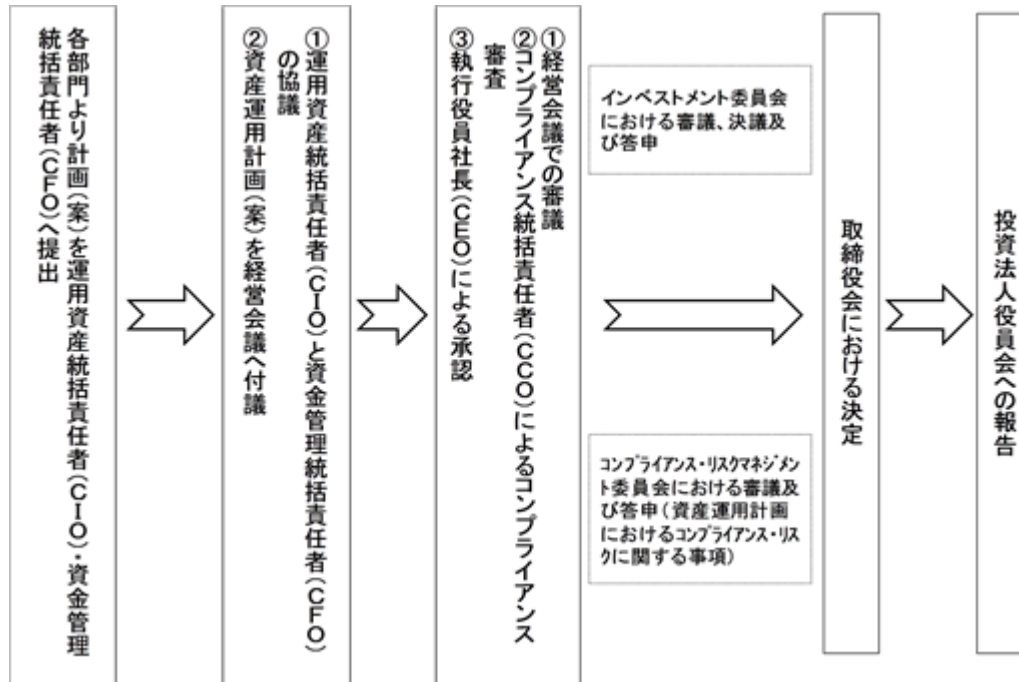 各部門より計画(案)を運用資産統括責任者(CIO)・資金管理
統括責任者(CFO)へ提出
①運用資産統括責任者(CIO)と資金管理統括責任者(CFO)
の協議
②資産運用計画(案)を経営会議へ付議
①経営会議での審議
②コンプライアンス統括責任者(CCO)によるコンプライアンス
審査
③執行役員社長(CEO)による承認
インベストメント委員会
における審議、決議及
び答申
コンプライアンス・リスクマネジメン
ト委員会における審議及
び答申(資産運用計画
におけるコンプライアンス・リス
クに関する事項)
取締役会における決定
投資法人役員会への報告